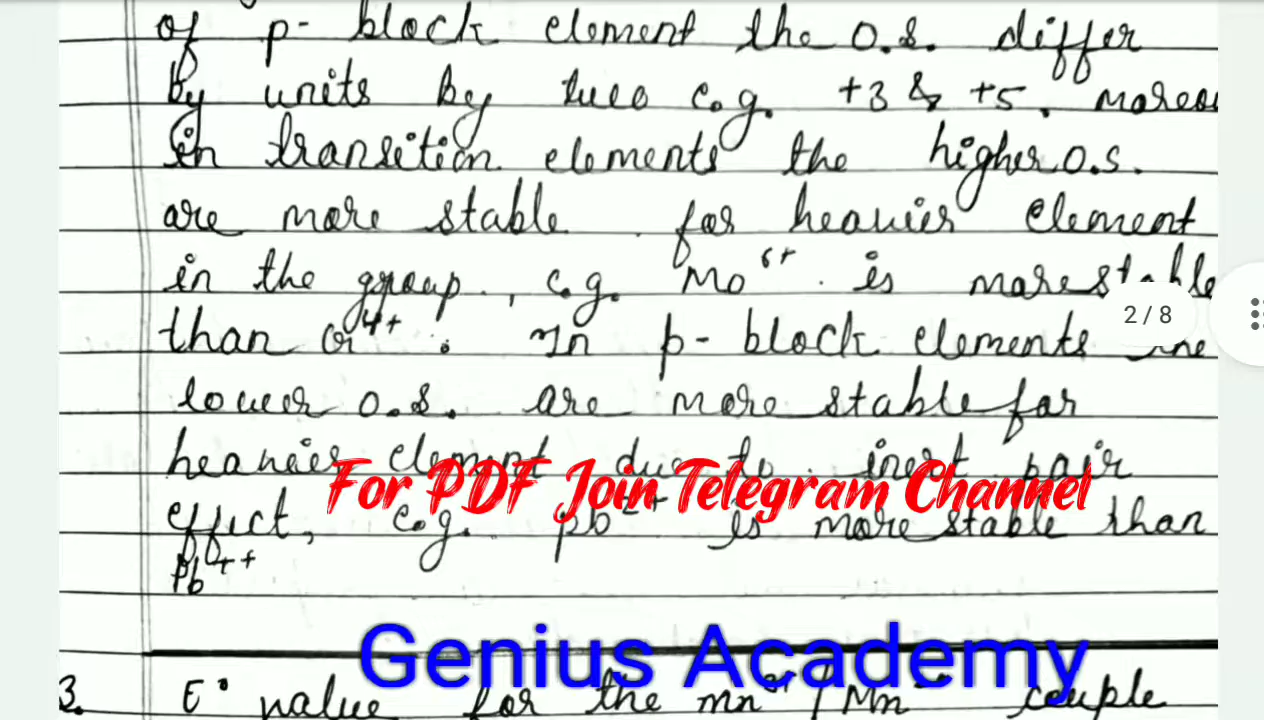 of p- block element the o.s. differ
by units by two e.g. +3 & +5. moreov
in transition elements the higher o.s.
are more stable for heavier element
in the group, e.g. Mo⁶⁺ is more stable
2/8
than Cr⁴⁺. In p- block elements the
lower o.s. are more stable for
heavier element due to inert pair
For PDF Join Telegram Channel
effect, e.g. pb²⁺ is more stable than
Pb⁴⁺
Genius Academy
3. E° value for the mn³⁺/Mn couple